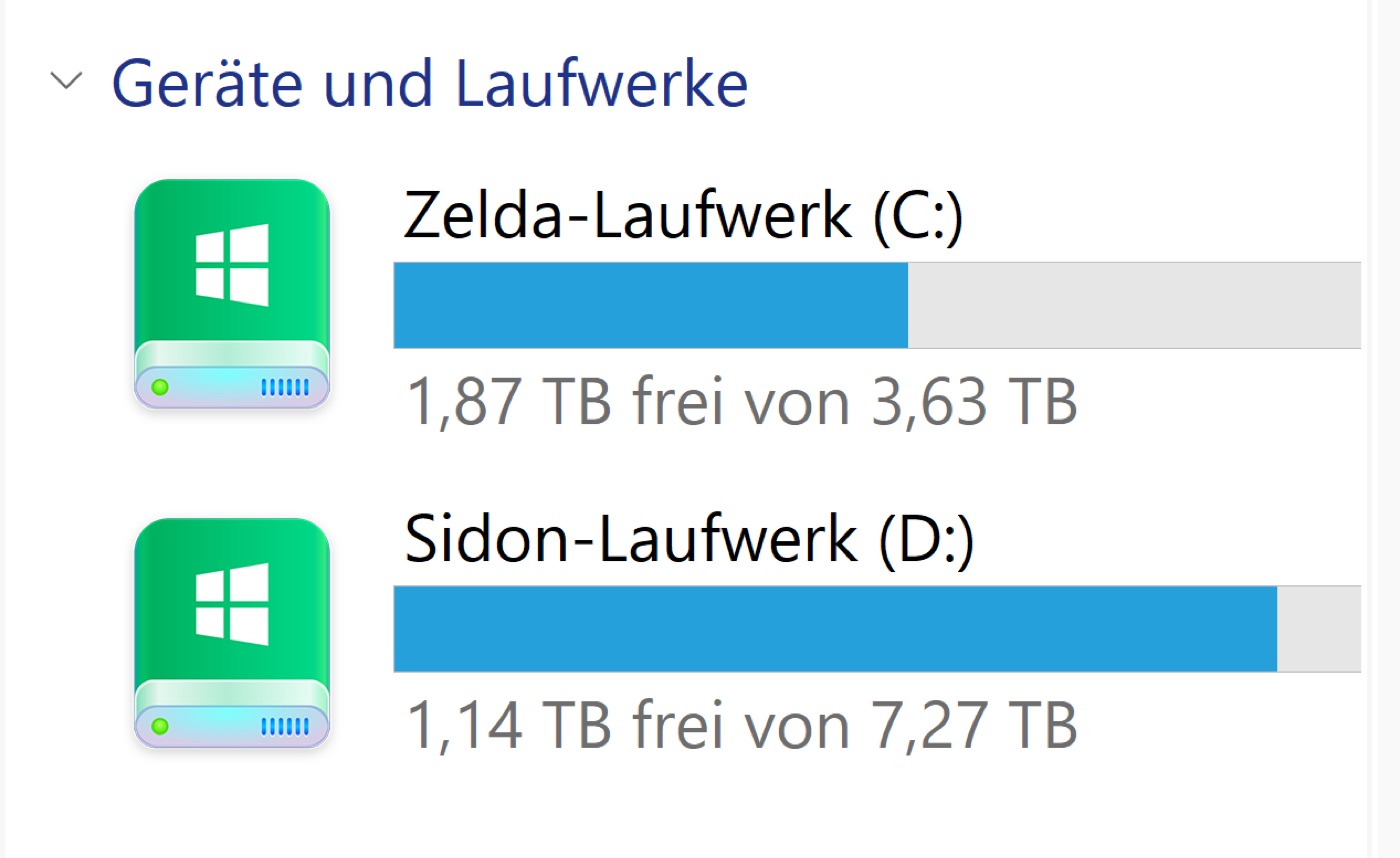 Geräte und Laufwerke
Zelda-Laufwerk (C:)
1,87 TB frei von 3,63 TB
Sidon-Laufwerk (D:)
1,14 TB frei von 7,27 TB